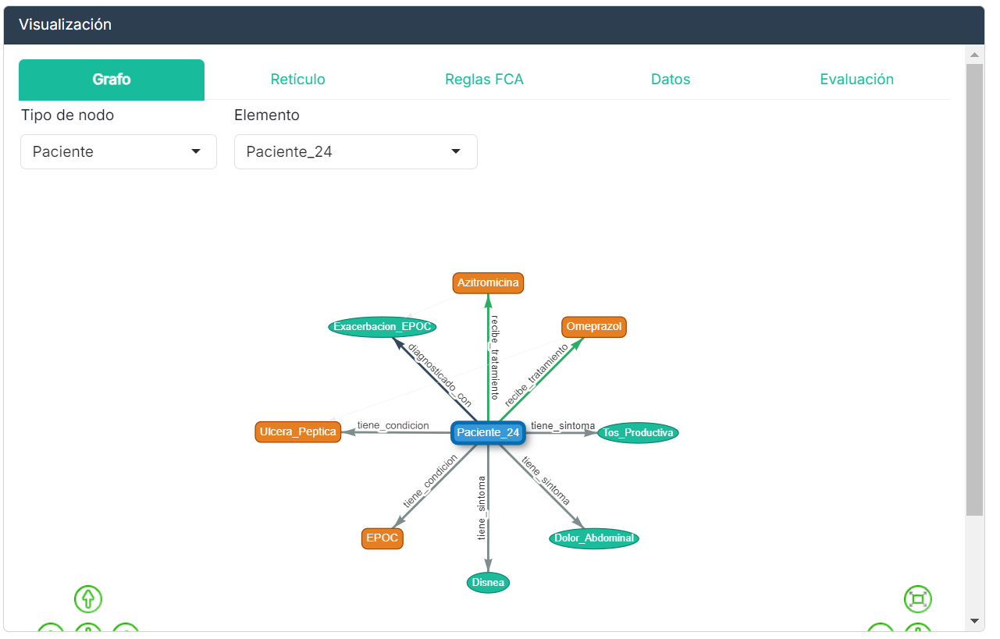 Visualización
Grafo
Retículo
Reglas FCA
Datos
Evaluación
Tipo de nodo
Elemento
Paciente
Paciente_24
Azitromicina
Exacerbacion_EPOC
Omeprazol
recibe_tratamiento
diagnosticado_con
recibe_tratamiento
Ulcera_Peptica
tiene_condicion
Paciente_24
tiene_sintoma
Tos_Productiva
tiene_condicion
tiene_sintoma
tiene_sintoma
EPOC
Dolor_Abdominal
Disnea